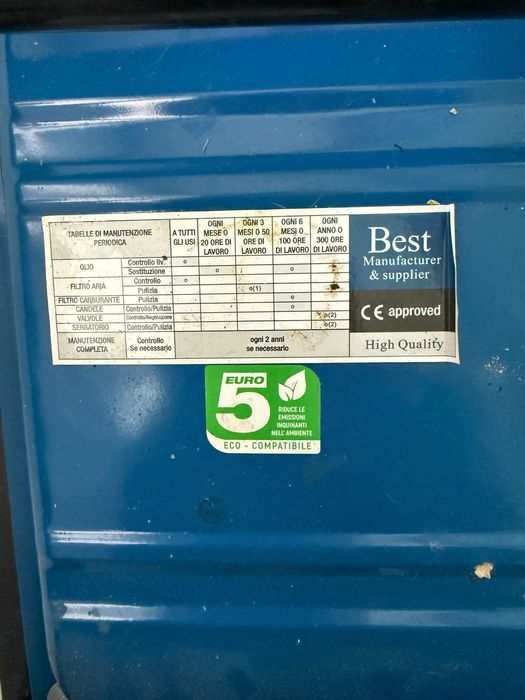 TABELLE DI MANUTENZIONE PERIODICA
A TUTTI GLI USI
OGNI MESE O 20 ORE DI LAVORO
OGNI 3 MESI O 50 ORE DI LAVORO
OGNI 6 MESI O 100 ORE DI LAVORO
OGNI ANNO O 300 ORE DI LAVORO
OLIO Controllo liv. o
Sostituzione o o
FILTRO ARIA Controllo o
Pulizia o(1)
FILTRO CARBURANTE Pulizia o
CANDELE Controllo/Pulizia o
VALVOLE Controllo/Regolazione o(2)
SERBATORIO Controllo/Pulizia o(2)
MANUTENZIONE COMPLETA Controllo Se necessario ogni 2 anni se necessario
Best
Manufacturer
& supplier
CE approved
High Quality
EURO
5
RIDUCE LE
EMISSIONI
INQUINANTI
NELL'AMBIENTE
ECO - COMPATIBILE